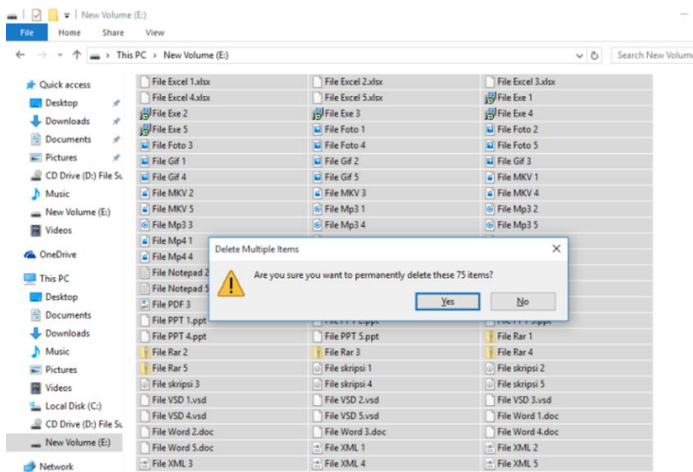 New Volume (E:)
File Home Share View
This PC > New Volume (E:)
Search New Volume
Quick access
Desktop
Downloads
Documents
Pictures
CD Drive (D:) File Su
Music
New Volume (E:)
Videos
OneDrive
This PC
Desktop
Documents
Downloads
Music
Pictures
Videos
Local Disk (C:)
CD Drive (D:) File Su
New Volume (E:)
Network
File Excel 1.xlsx File Excel 2.xlsx File Excel 3.xlsx
File Excel 4.xlsx File Excel 5.xlsx File Exe 1
File Exe 2 File Exe 3 File Exe 4
File Exe 5 File Foto 1 File Foto 2
File Foto 3 File Foto 4 File Foto 5
File Gif 1 File Gif 2 File Gif 3
File Gif 4 File Gif 5 File MKV 1
File MKV 2 File MKV 3 File MKV 4
File MKV 5 File Mp3 1 File Mp3 2
File Mp3 3 File Mp3 4 File Mp3 5
File Mp4 1
File Mp4 4
File Notepad 2
File Notepad 5
File PDF 3
File PPT 1.ppt
File PPT 4.ppt File PPT 5.ppt File Rar 1
File Rar 2 File Rar 3 File Rar 4
File Rar 5 File skripsi 1 File skripsi 2
File skripsi 3 File skripsi 4 File skripsi 5
File VSD 1.vsd File VSD 2.vsd File VSD 3.vsd
File VSD 4.vsd File VSD 5.vsd File Word 1.doc
File Word 2.doc File Word 3.doc File Word 4.doc
File Word 5.doc File XML 1 File XML 2
File XML 3 File XML 4 File XML 5
Delete Multiple Items
Are you sure you want to permanently delete these 75 items?
Yes No